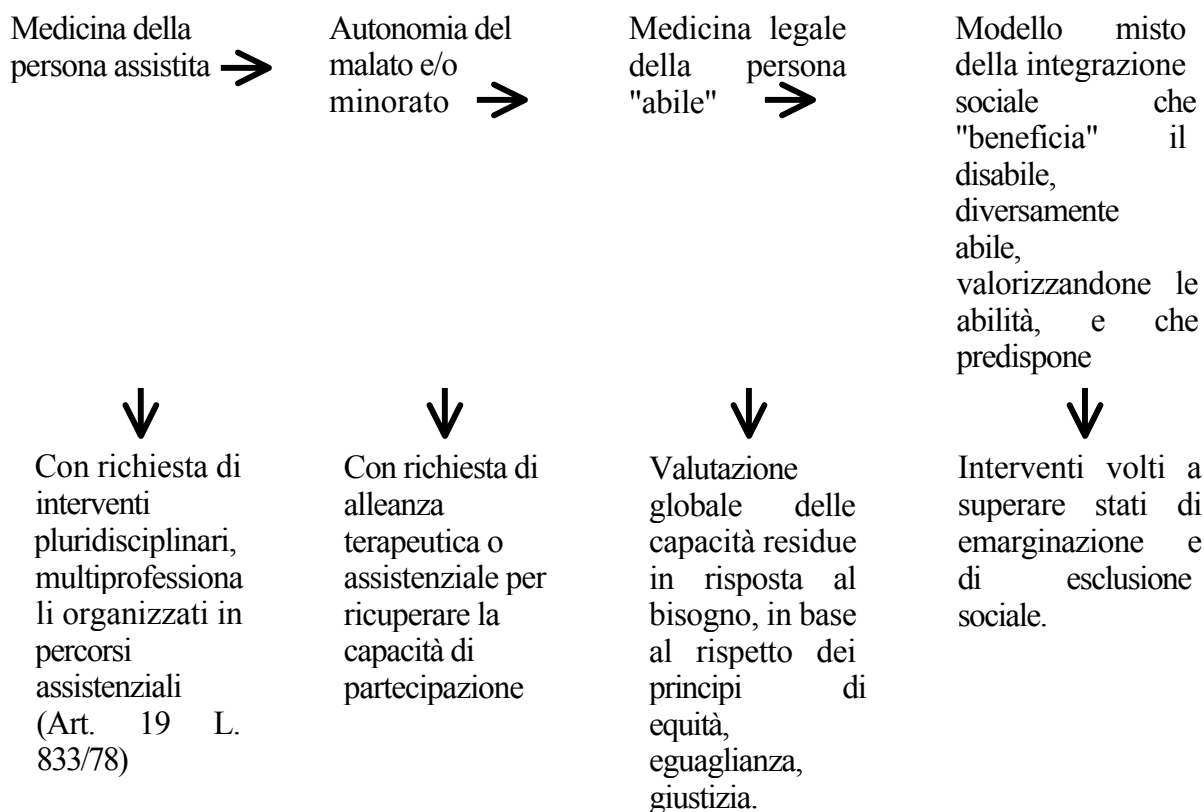 Medicina della
persona assistita
Autonomia del
malato e/o
minorato
Medicina legale
della persona
"abile"
Modello misto
della integrazione
sociale che
"beneficia" il
disabile,
diversamente
abile,
valorizzandone le
abilità, e che
predispone
Con richiesta di
interventi
pluridisciplinari,
multiprofessiona
li organizzati in
percorsi
assistenziali
(Art. 19 L.
833/78)
Con richiesta di
alleanza
terapeutica o
assistenziale per
ricuperare la
capacità di
partecipazione
Valutazione
globale delle
capacità residue
in risposta al
bisogno, in base
al rispetto dei
principi di
equità,
eguaglianza,
giustizia.
Interventi volti a
superare stati di
emarginazione e
di esclusione
sociale.